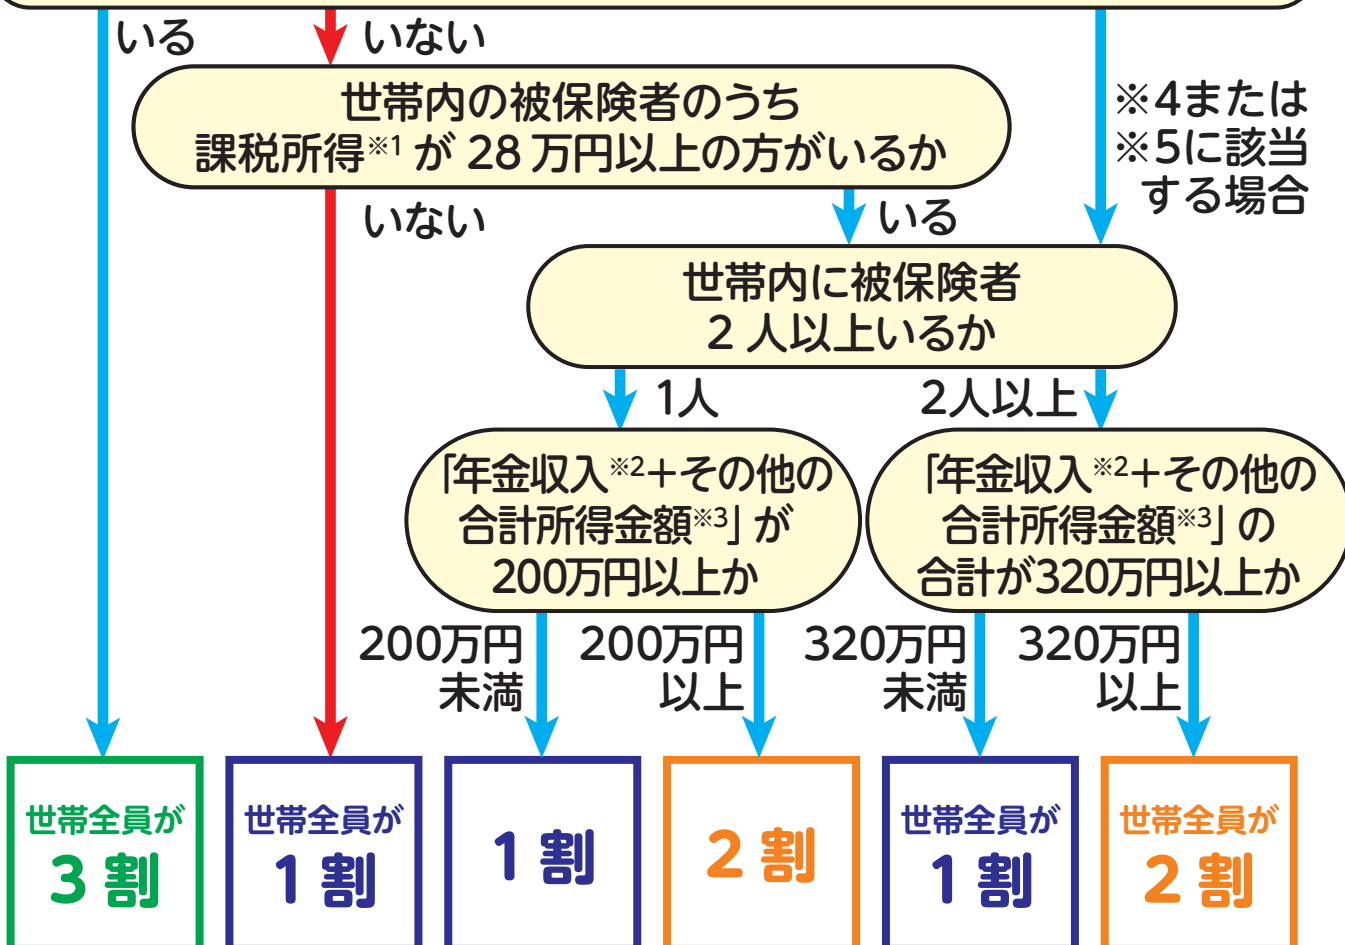 いる
いない
世帯内の被保険者のうち
課税所得※1 が 28 万円以上の方がいるか
※4または
※5に該当
する場合
いない
いる
世帯内に被保険者
2 人以上いるか
1人
2人以上
「年金収入※2＋その他の
合計所得金額※3」が
200万円以上か
「年金収入※2＋その他の
合計所得金額※3」の
合計が320万円以上か
200万円
未満
200万円
以上
320万円
未満
320万円
以上
世帯全員が
3 割
世帯全員が
1 割
1 割
2 割
世帯全員が
1 割
世帯全員が
2 割